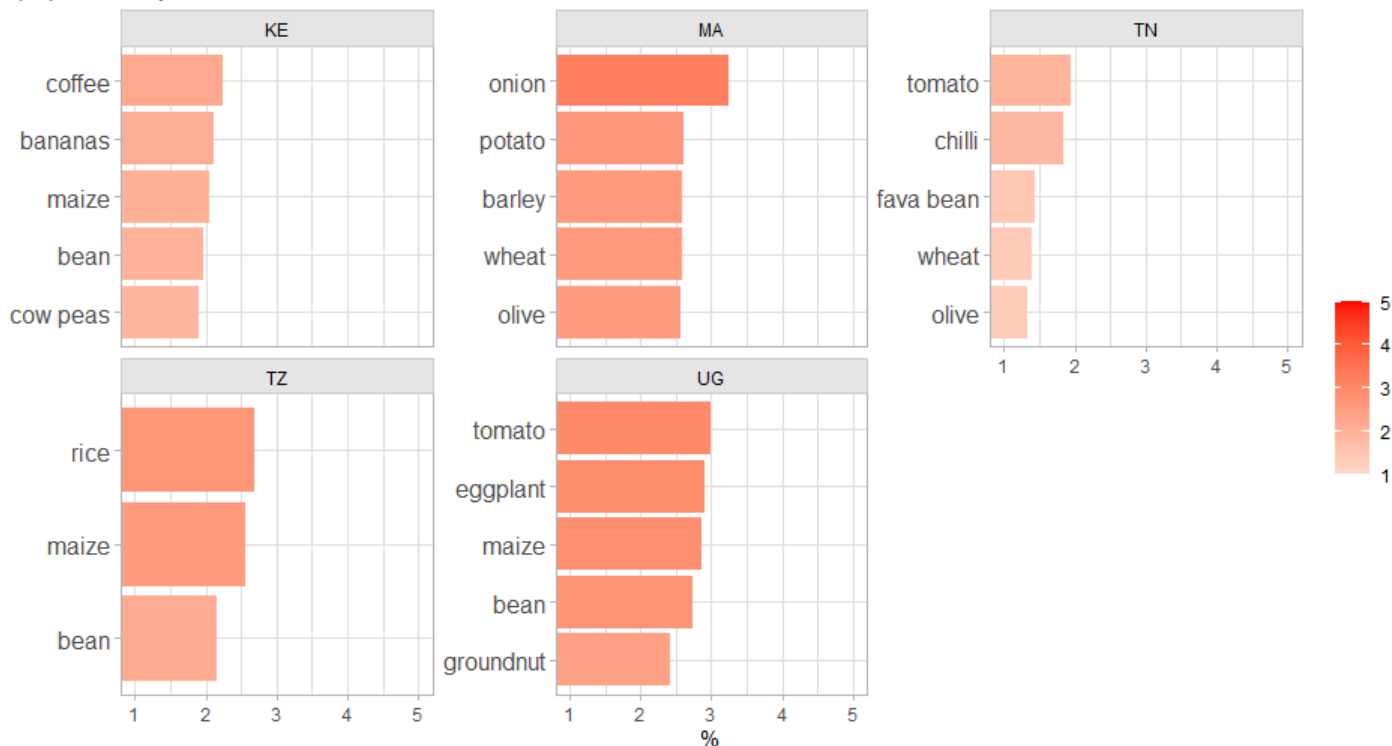 KE
coffee
bananas
maize
bean
cow peas
MA
onion
potato
barley
wheat
olive
TN
tomato
chilli
fava bean
wheat
olive
1 2 3 4 5
5
4
3
2
1
TZ
rice
maize
bean
1 2 3 4 5
UG
tomato
eggplant
maize
bean
groundnut
1 2 3 4 5
%